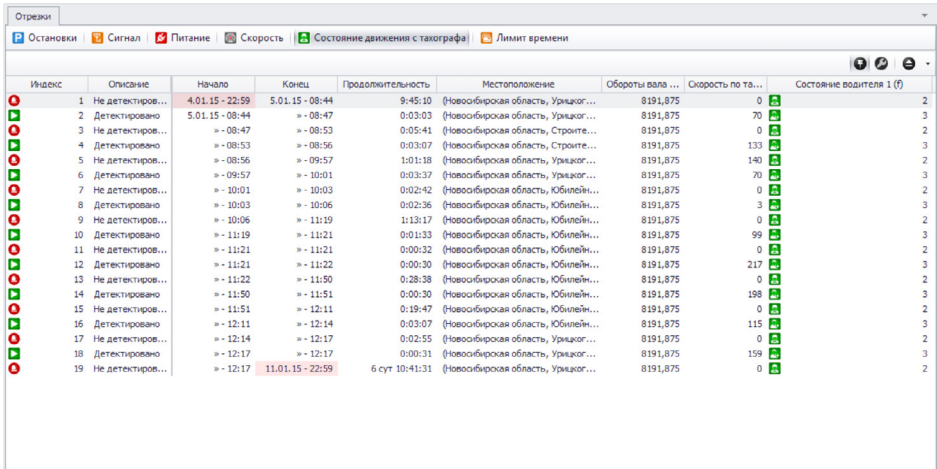 Отрезки
Остановки Сигнал Питание Скорость Состояние движения с тахографа Лимит времени
Индекс Описание Начало Конец Продолжительность Местоположение Обороты вала ... Скорость по та... Состояние водителя 1 (f)
1 Не детектиров... 4.01.15 - 22:59 5.01.15 - 08:44 9:45:10 (Новосибирская область, Урицког... 8191,875 0 2
2 Детектировано 5.01.15 - 08:44 » - 08:47 0:03:03 (Новосибирская область, Урицког... 8191,875 70 3
3 Не детектиров... » - 08:47 » - 08:53 0:05:41 (Новосибирская область, Строите... 8191,875 0 2
4 Детектировано » - 08:53 » - 08:56 0:03:07 (Новосибирская область, Строите... 8191,875 133 3
5 Не детектиров... » - 08:56 » - 09:57 1:01:18 (Новосибирская область, Урицког... 8191,875 140 2
6 Детектировано » - 09:57 » - 10:01 0:03:37 (Новосибирская область, Урицког... 8191,875 70 3
7 Не детектиров... » - 10:01 » - 10:03 0:02:42 (Новосибирская область, Юбилейн... 8191,875 0 2
8 Детектировано » - 10:03 » - 10:06 0:02:36 (Новосибирская область, Юбилейн... 8191,875 3 3
9 Не детектиров... » - 10:06 » - 11:19 1:13:17 (Новосибирская область, Юбилейн... 8191,875 0 2
10 Детектировано » - 11:19 » - 11:21 0:01:33 (Новосибирская область, Юбилейн... 8191,875 99 3
11 Не детектиров... » - 11:21 » - 11:21 0:00:32 (Новосибирская область, Юбилейн... 8191,875 0 2
12 Детектировано » - 11:21 » - 11:22 0:00:30 (Новосибирская область, Юбилейн... 8191,875 217 3
13 Не детектиров... » - 11:22 » - 11:50 0:28:38 (Новосибирская область, Юбилейн... 8191,875 0 2
14 Детектировано » - 11:50 » - 11:51 0:00:30 (Новосибирская область, Юбилейн... 8191,875 198 3
15 Не детектиров... » - 11:51 » - 12:11 0:19:47 (Новосибирская область, Юбилейн... 8191,875 0 2
16 Детектировано » - 12:11 » - 12:14 0:03:07 (Новосибирская область, Юбилейн... 8191,875 115 3
17 Не детектиров... » - 12:14 » - 12:17 0:02:55 (Новосибирская область, Юбилейн... 8191,875 0 2
18 Детектировано » - 12:17 » - 12:17 0:00:31 (Новосибирская область, Урицког... 8191,875 159 3
19 Не детектиров... » - 12:17 11.01.15 - 22:59 6 сут 10:41:31 (Новосибирская область, Урицког... 8191,875 0 2